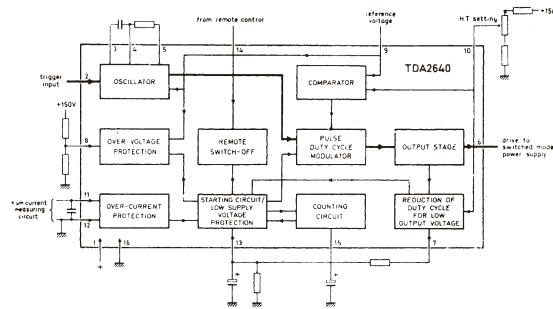 from remote control
reference
voltage
H.T. setting
+15
3
4
5
14
9
10
TDA2640
trigger
input
2
OSCILLATOR
COMPARATOR
+150V
8
OVER-VOLTAGE
PROTECTION
REMOTE
SWITCH-OFF
PULSE
DUTY CYCLE
MODULATOR
OUTPUT STAGE
6
drive to
switched mode
power supply
11
current
measuring
circuit
12
OVER-CURRENT
PROTECTION
STARTING CIRCUIT/
LOW SUPPLY
VOLTAGE
PROTECTION
COUNTING
CIRCUIT
REDUCTION OF
DUTY CYCLE
FOR LOW
OUTPUT VOLTAGE
1
16
13
15
7
+
+
+